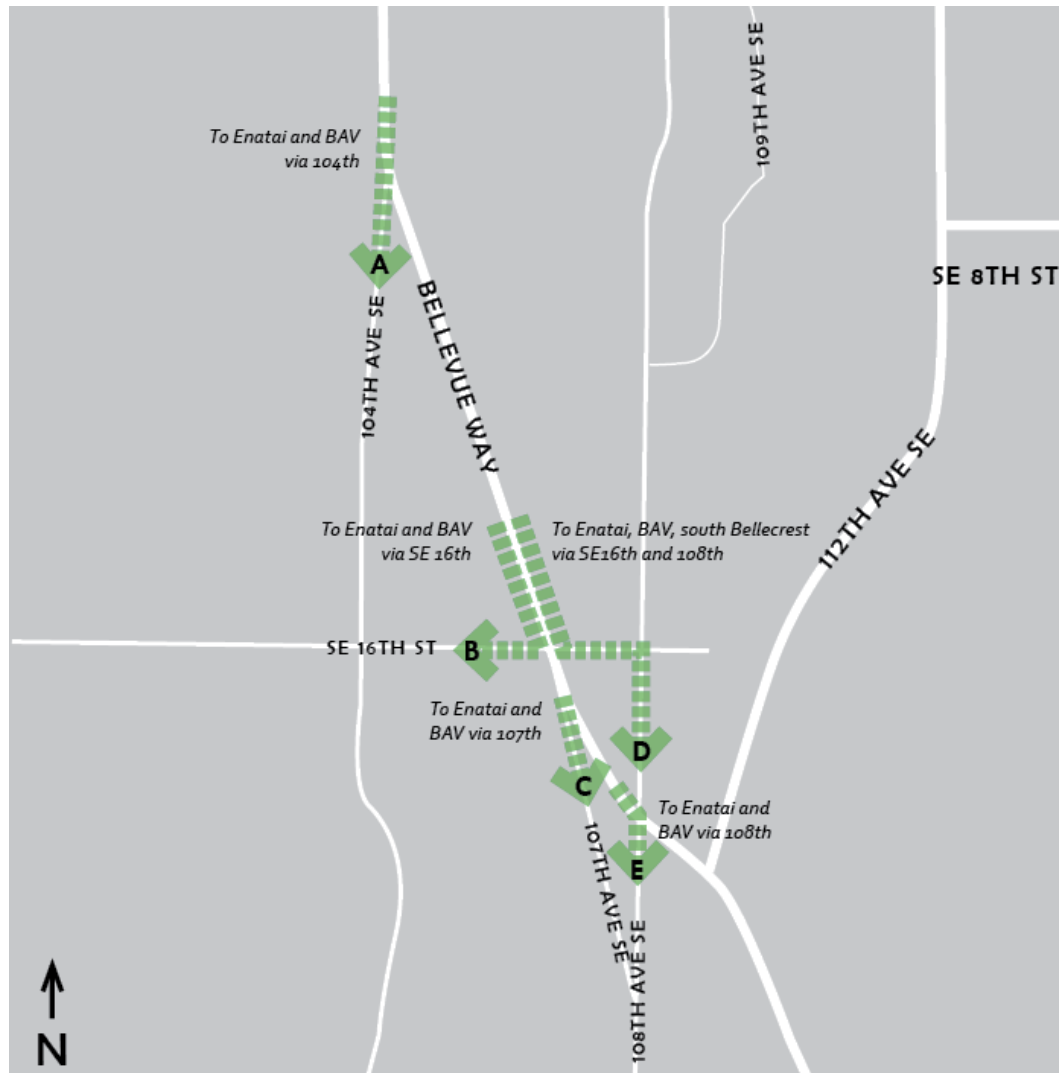 109TH AVE SE
To Enatai and BAV
via 104th
A
SE 8TH ST
BELLEVUE WAY
104TH AVE SE
112TH AVE SE
To Enatai and BAV
via SE 16th
To Enatai, BAV, south Bellecrest
via SE16th and 108th
SE 16TH ST
B
To Enatai and
BAV via 107th
D
C
To Enatai and
BAV via 108th
E
107TH AVE SE
108TH AVE SE
N